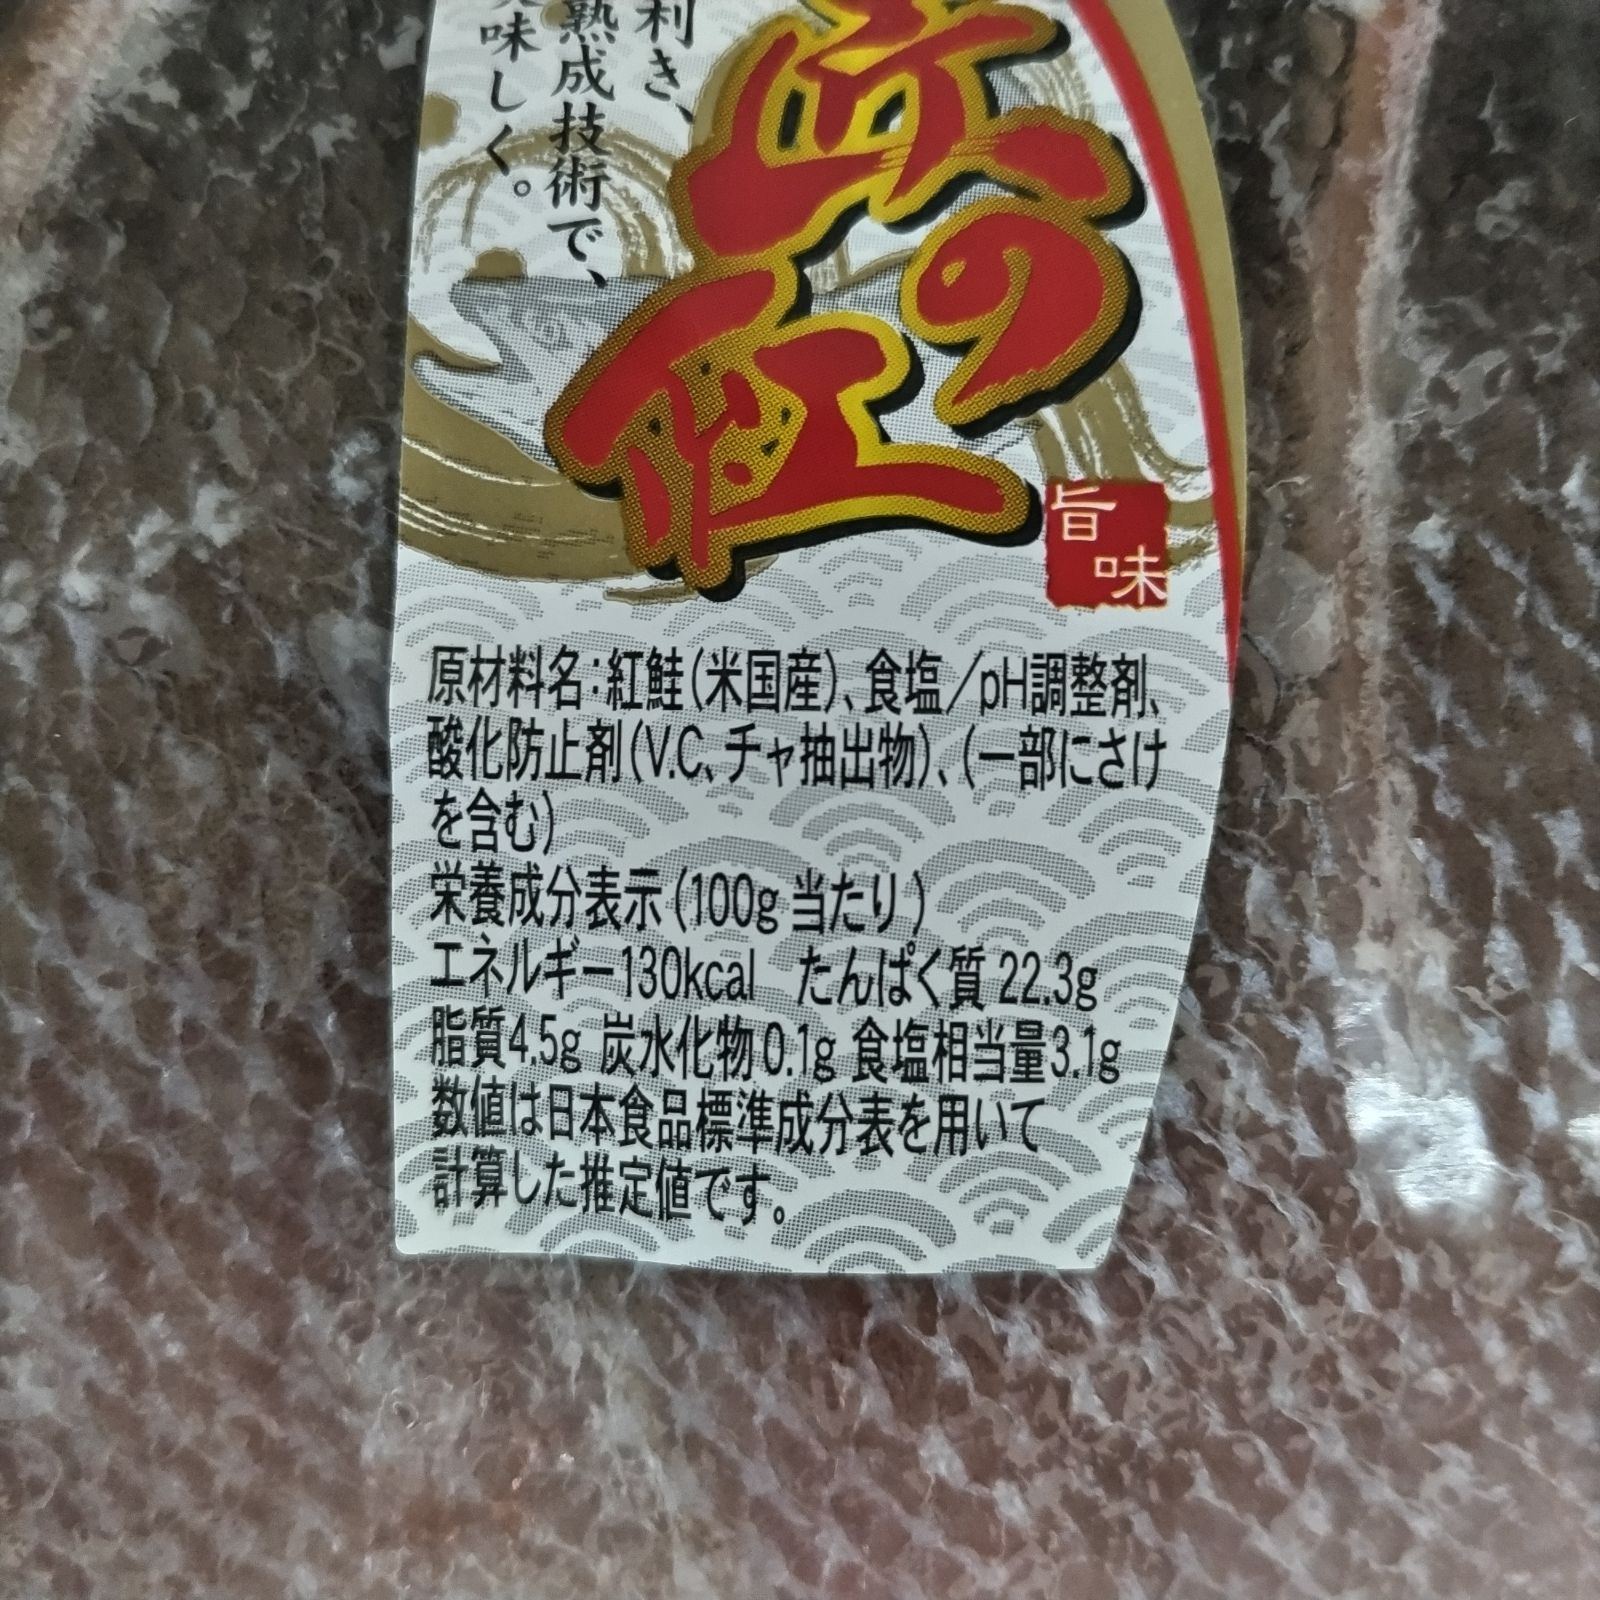 利き、
熟成技術で、
味しく。
匠の
紅
旨味
原材料名:紅鮭(米国産)、食塩/pH調整剤、
酸化防止剤(V.C、チャ抽出物)、(一部にさけ
を含む)
栄養成分表示(100g 当たり)
エネルギー130kcal たんぱく質 22.3g
脂質4.5g 炭水化物0.1g 食塩相当量3.1g
数値は日本食品標準成分表を用いて
計算した推定値です。